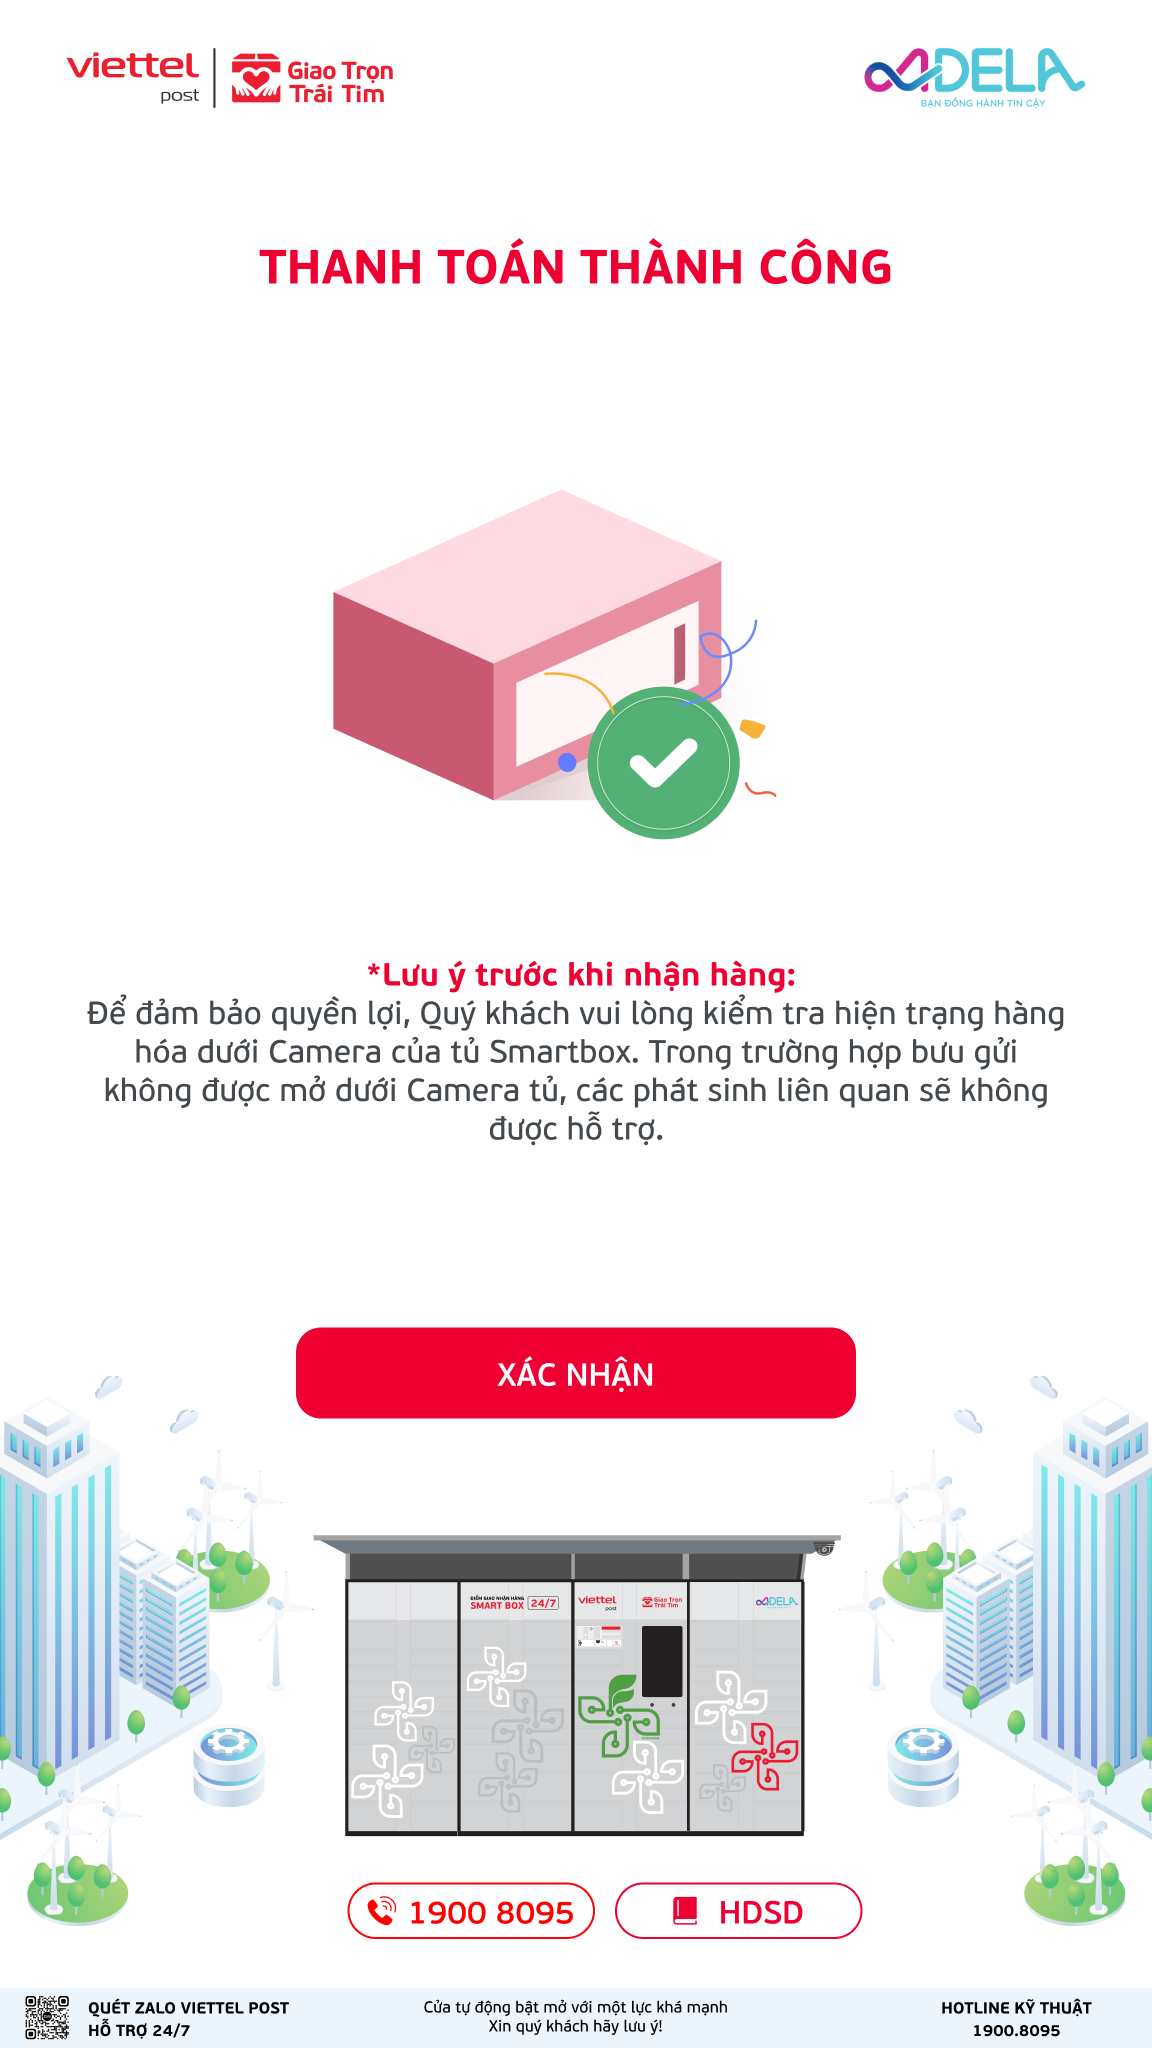 viettel
post
Giao Trọn
Trái Tim
ADELA
BẠN ĐỒNG HÀNH TIN CẬY
THANH TOÁN THÀNH CÔNG
*Lưu ý trước khi nhận hàng:
Để đảm bảo quyền lợi, Quý khách vui lòng kiểm tra hiện trạng hàng
hóa dưới Camera của tủ Smartbox. Trong trường hợp bưu gửi
không được mở dưới Camera tủ, các phát sinh liên quan sẽ không
được hỗ trợ.
XÁC NHẬN
ĐIỂM GIAO NHẬN HÀNG
SMART BOX 24/7
viettel
post
Giao Trọn
Trái Tim
ADELA
1900 8095
HDSD
QUÉT ZALO VIETTEL POST
HỖ TRỢ 24/7
Cửa tự động bật mở với một lực khá mạnh
Xin quý khách hãy lưu ý!
HOTLINE KỸ THUẬT
1900.8095